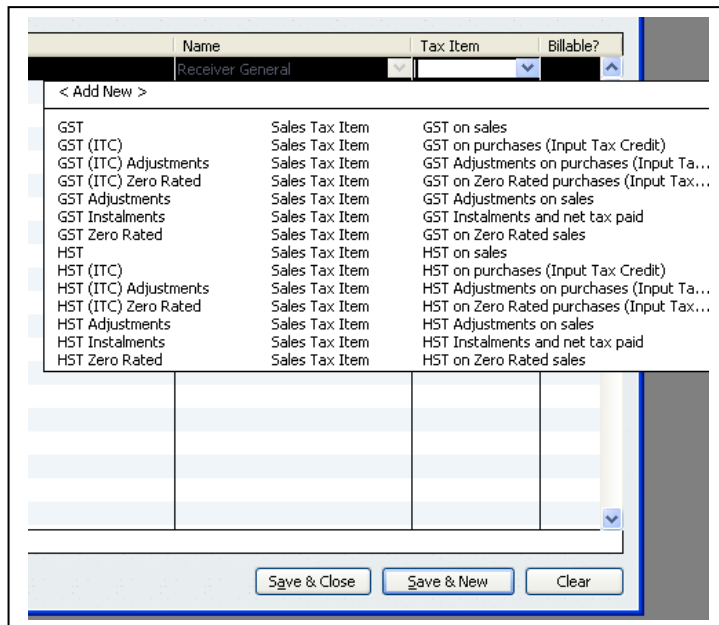 Name Tax Item Billable?
Receiver General
< Add New >
GST Sales Tax Item GST on sales
GST (ITC) Sales Tax Item GST on purchases (Input Tax Credit)
GST (ITC) Adjustments Sales Tax Item GST Adjustments on purchases (Input Ta...
GST (ITC) Zero Rated Sales Tax Item GST on Zero Rated purchases (Input Tax...
GST Adjustments Sales Tax Item GST Adjustments on sales
GST Instalments Sales Tax Item GST Instalments and net tax paid
GST Zero Rated Sales Tax Item GST on Zero Rated sales
HST Sales Tax Item HST on sales
HST (ITC) Sales Tax Item HST on purchases (Input Tax Credit)
HST (ITC) Adjustments Sales Tax Item HST Adjustments on purchases (Input Ta...
HST (ITC) Zero Rated Sales Tax Item HST on Zero Rated purchases (Input Tax...
HST Adjustments Sales Tax Item HST Adjustments on sales
HST Instalments Sales Tax Item HST Instalments and net tax paid
HST Zero Rated Sales Tax Item HST on Zero Rated sales
Save & Close Save & New Clear